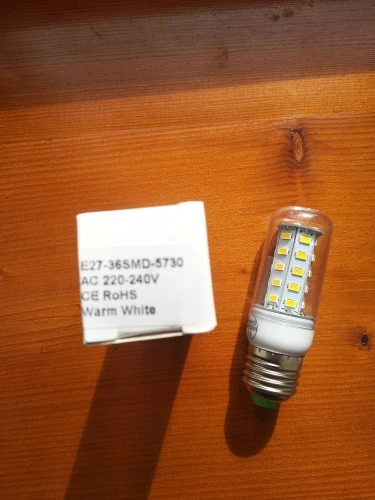 E27-36SMD-5730
AC 220-240V
CE RoHS
Warm White